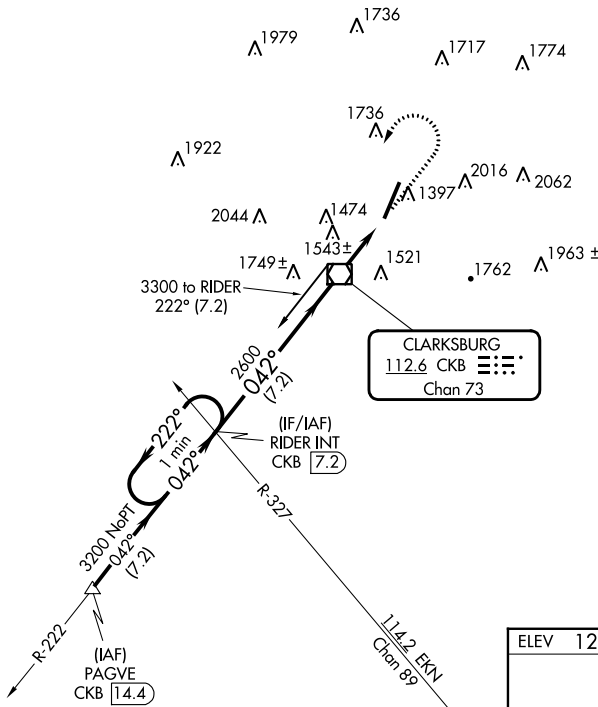 1736
1979
1717
1774
1736
1922
2016
2062
1397
2044
1474
1543±
1749±
1521
1762
1963 ±
3300 to RIDER
222° (7.2)
CLARKSBURG
112.6 CKB
Chan 73
2600
042°
(7.2)
222°
1 min
042°
(IF/IAF)
RIDER INT
CKB 7.2
3200 NoPT
042°
(7.2)
R-327
R-222
(IAF)
PAGVE
CKB 14.4
114.2 EKN
Chan 89
ELEV 12